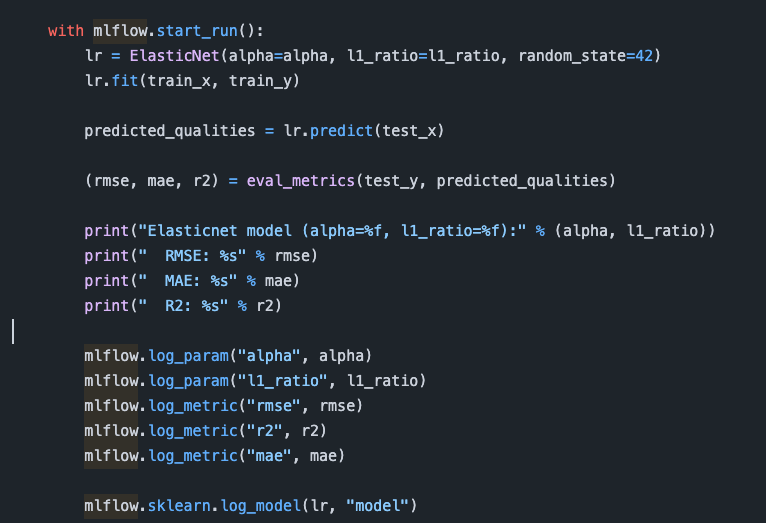 with mlflow.start_run():
    lr = ElasticNet(alpha=alpha, l1_ratio=l1_ratio, random_state=42)
    lr.fit(train_x, train_y)
    predicted_qualities = lr.predict(test_x)
    (rmse, mae, r2) = eval_metrics(test_y, predicted_qualities)
    print("Elasticnet model (alpha=%f, l1_ratio=%f):" % (alpha, l1_ratio))
    print("  RMSE: %s" % rmse)
    print("  MAE: %s" % mae)
    print("  R2: %s" % r2)
    mlflow.log_param("alpha", alpha)
    mlflow.log_param("l1_ratio", l1_ratio)
    mlflow.log_metric("rmse", rmse)
    mlflow.log_metric("r2", r2)
    mlflow.log_metric("mae", mae)
    mlflow.sklearn.log_model(lr, "model")